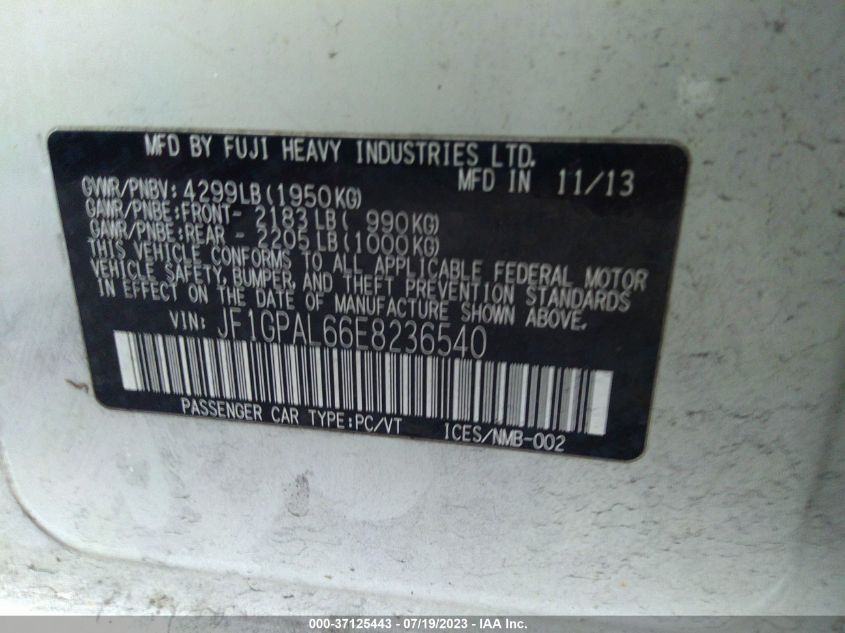 MFD BY FUJI HEAVY INDUSTRIES LTD.
MFD IN 11/13
GVWR/PNBV: 4299LB(1950KG)
GAWR/PNBE:FRONT- 2183LB( 990KG)
GAWR/PNBE:REAR - 2205LB(1000KG)
THIS VEHICLE CONFORMS TO ALL APPLICABLE FEDERAL MOTOR
VEHICLE SAFETY, BUMPER, AND THEFT PREVENTION STANDARDS
IN EFFECT ON THE DATE OF MANUFACTURE SHOWN ABOVE.
VIN: JF1GPAL66E8236540
PASSENGER CAR TYPE:PC/VT ICES/NMB-002
000-37125443 - 07/19/2023 - IAA Inc.